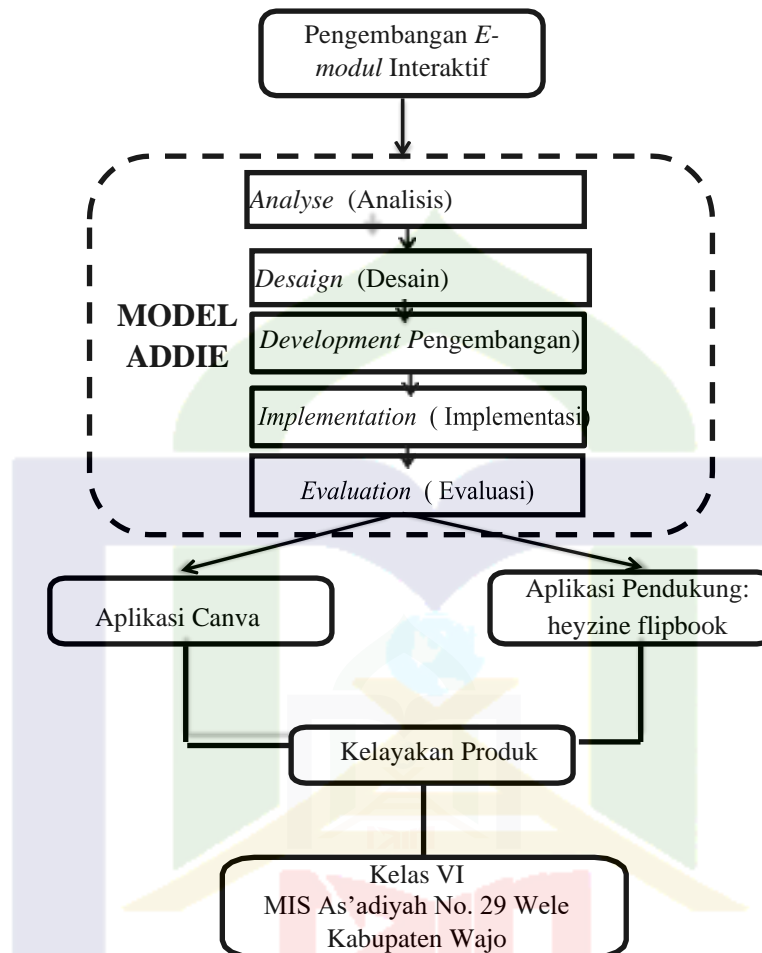 Pengembangan E-
modul Interaktif
Analyse (Analisis)
Desaign (Desain)
MODEL
ADDIE
Development Pengembangan)
Implementation ( Implementasi)
Evaluation ( Evaluasi)
Aplikasi Canva
Aplikasi Pendukung:
heyzine flipbook
Kelayakan Produk
Kelas VI
MIS As’adiyah No. 29 Wele
Kabupaten Wajo